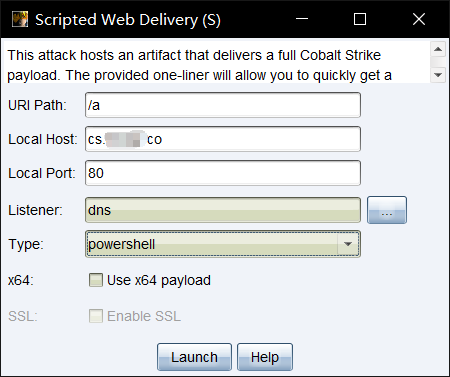 Scripted Web Delivery (S)
This attack hosts an artifact that delivers a full Cobalt Strike
payload. The provided one-liner will allow you to quickly get a
URI Path: /a
Local Host: cs. co
Local Port: 80
Listener: dns ...
Type: powershell
x64: Use x64 payload
SSL: Enable SSL
Launch Help